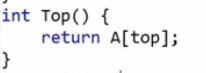 int Top() {
    return A[top];
}